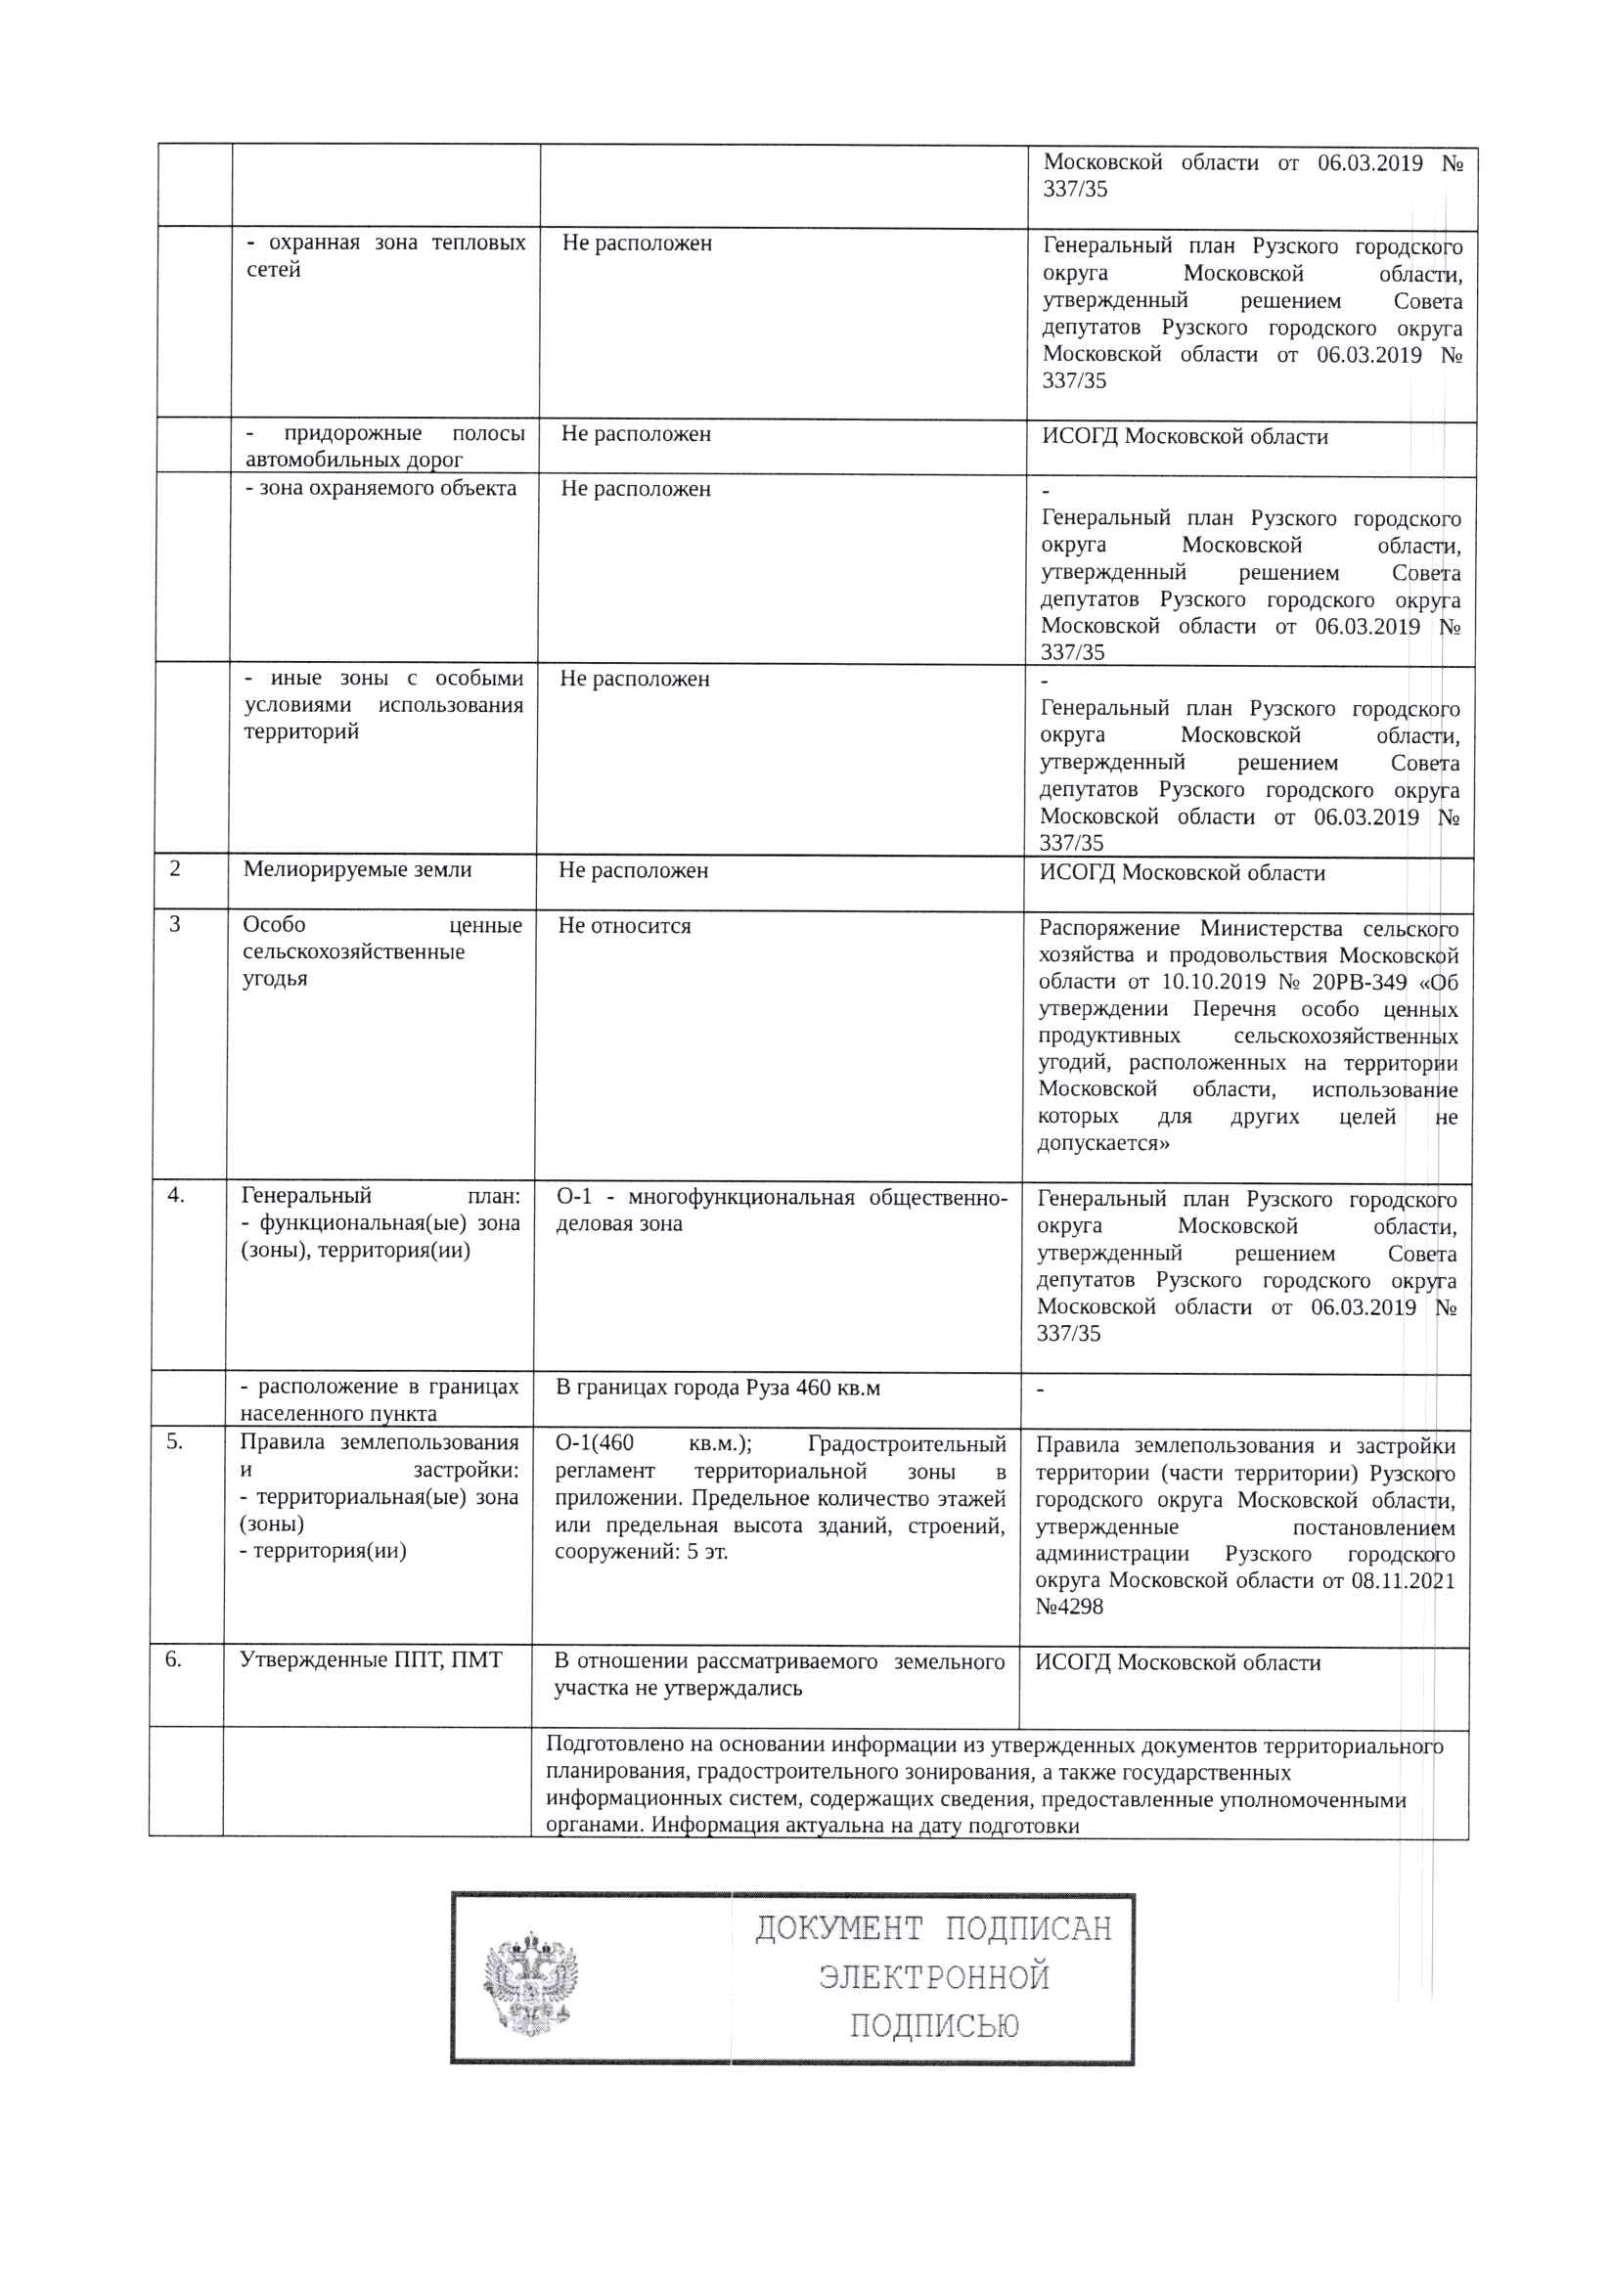 Московской области от 06.03.2019 №
337/35
- охранная зона тепловых
сетей
Не расположен
Генеральный план Рузского городского
округа Московской области,
утвержденный решением Совета
депутатов Рузского городского округа
Московской области от 06.03.2019 №
337/35
- придорожные полосы
автомобильных дорог
Не расположен
ИСОГД Московской области
- зона охраняемого объекта
Не расположен
-
Генеральный план Рузского городского
округа Московской области,
утвержденный решением Совета
депутатов Рузского городского округа
Московской области от 06.03.2019 №
337/35
- иные зоны с особыми
условиями использования
территорий
Не расположен
-
Генеральный план Рузского городского
округа Московской области,
утвержденный решением Совета
депутатов Рузского городского округа
Московской области от 06.03.2019 №
337/35
2
Мелиорируемые земли
Не расположен
ИСОГД Московской области
3
Особо ценные
сельскохозяйственные
угодья
Не относится
Распоряжение Министерства сельского
хозяйства и продовольствия Московской
области от 10.10.2019 № 20РВ-349 «Об
утверждении Перечня особо ценных
продуктивных сельскохозяйственных
угодий, расположенных на территории
Московской области, использование
которых для других целей не
допускается»
4.
Генеральный план:
- функциональная(ые) зона
(зоны), территория(ии)
О-1 - многофункциональная общественно-
деловая зона
Генеральный план Рузского городского
округа Московской области,
утвержденный решением Совета
депутатов Рузского городского округа
Московской области от 06.03.2019 №
337/35
- расположение в границах
населенного пункта
В границах города Руза 460 кв.м
-
5.
Правила землепользования
и застройки:
- территориальная(ые) зона
(зоны)
- территория(ии)
О-1(460 кв.м.); Градостроительный
регламент территориальной зоны в
приложении. Предельное количество этажей
или предельная высота зданий, строений,
сооружений: 5 эт.
Правила землепользования и застройки
территории (части территории) Рузского
городского округа Московской области,
утвержденные постановлением
администрации Рузского городского
округа Московской области от 08.11.2021
№4298
6.
Утвержденные ППТ, ПМТ
В отношении рассматриваемого земельного
участка не утверждались
ИСОГД Московской области
Подготовлено на основании информации из утвержденных документов территориального
планирования, градостроительного зонирования, а также государственных
информационных систем, содержащих сведения, предоставленные уполномоченными
органами. Информация актуальна на дату подготовки
ДОКУМЕНТ ПОДПИСАН
ЭЛЕКТРОННОЙ
ПОДПИСЬЮ